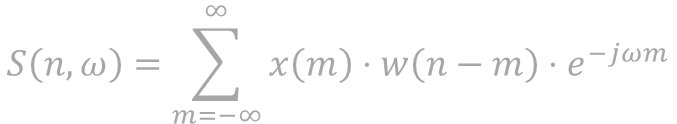 S(n, ω) = ∑_{m=-∞}^{∞} x(m) · w(n − m) · e^{−jωm}